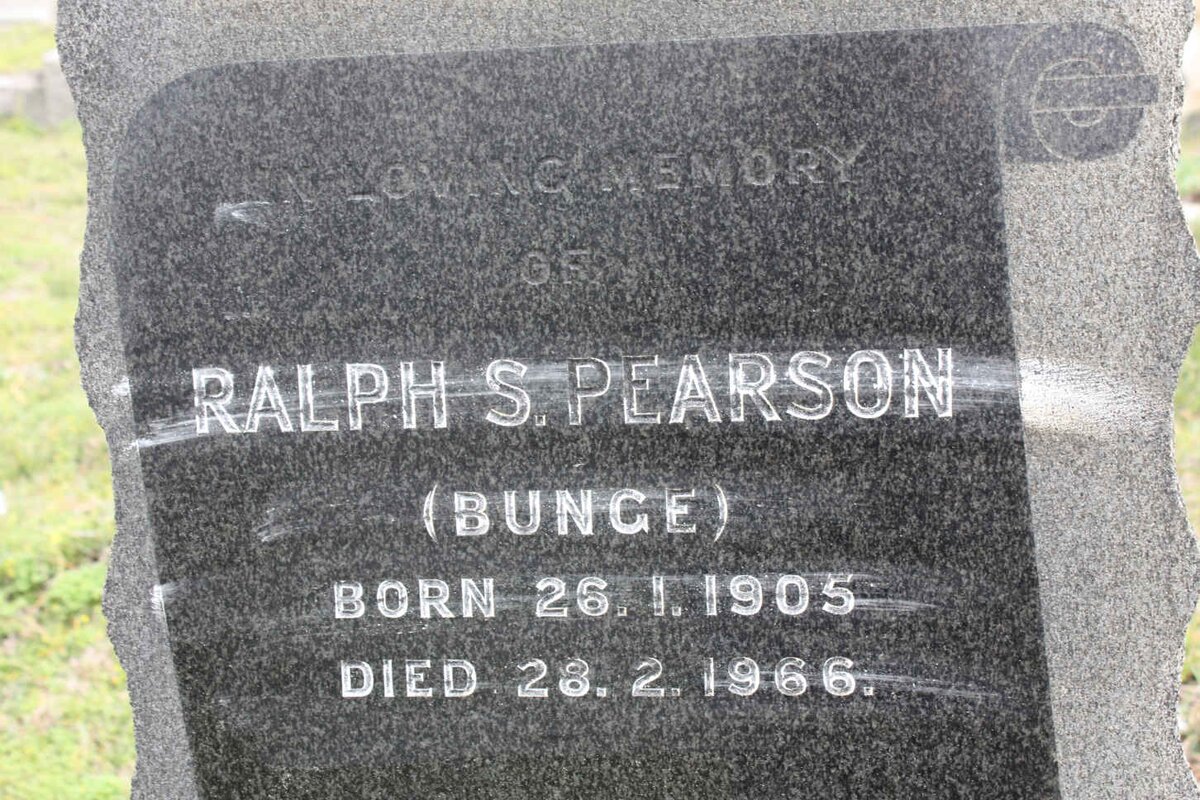 IN LOVING MEMORY
OF
RALPH S. PEARSON
(BUNGE)
BORN 26.1.1905
DIED 28.2.1966.